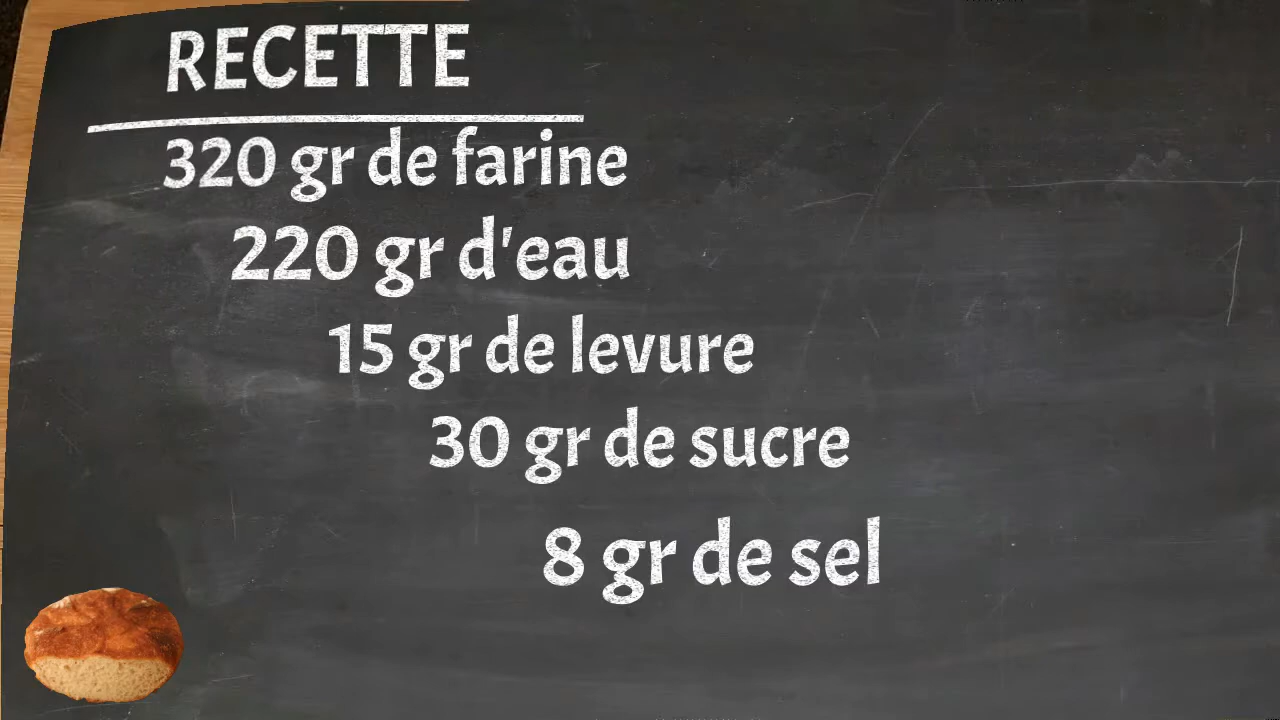 RECETTE
320 gr de farine
220 gr d'eau
15 gr de levure
30 gr de sucre
8 gr de sel